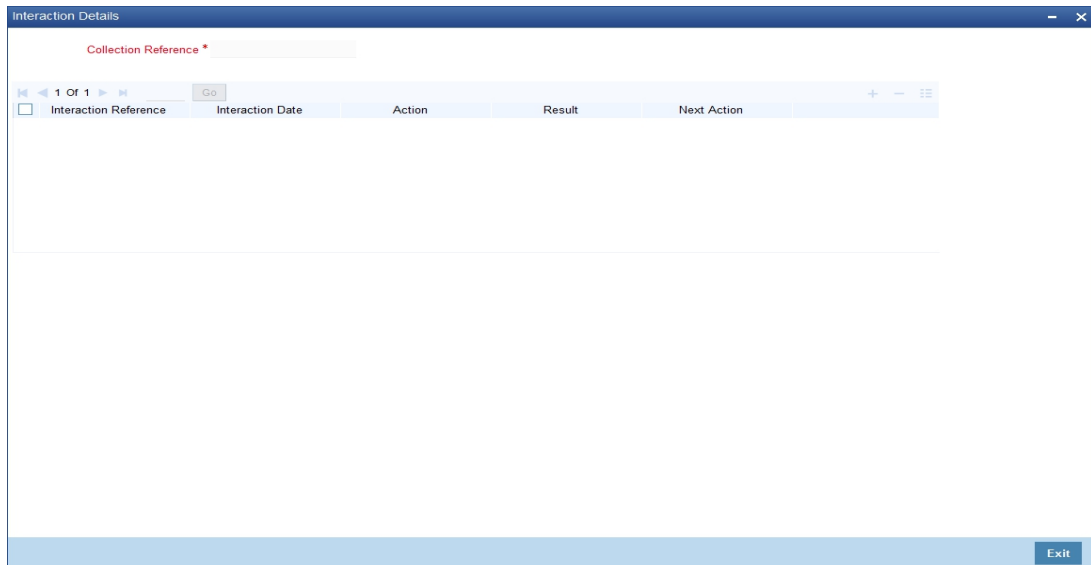 Interaction Details
Collection Reference *
1 Of 1 Go
Interaction Reference Interaction Date Action Result Next Action
Exit